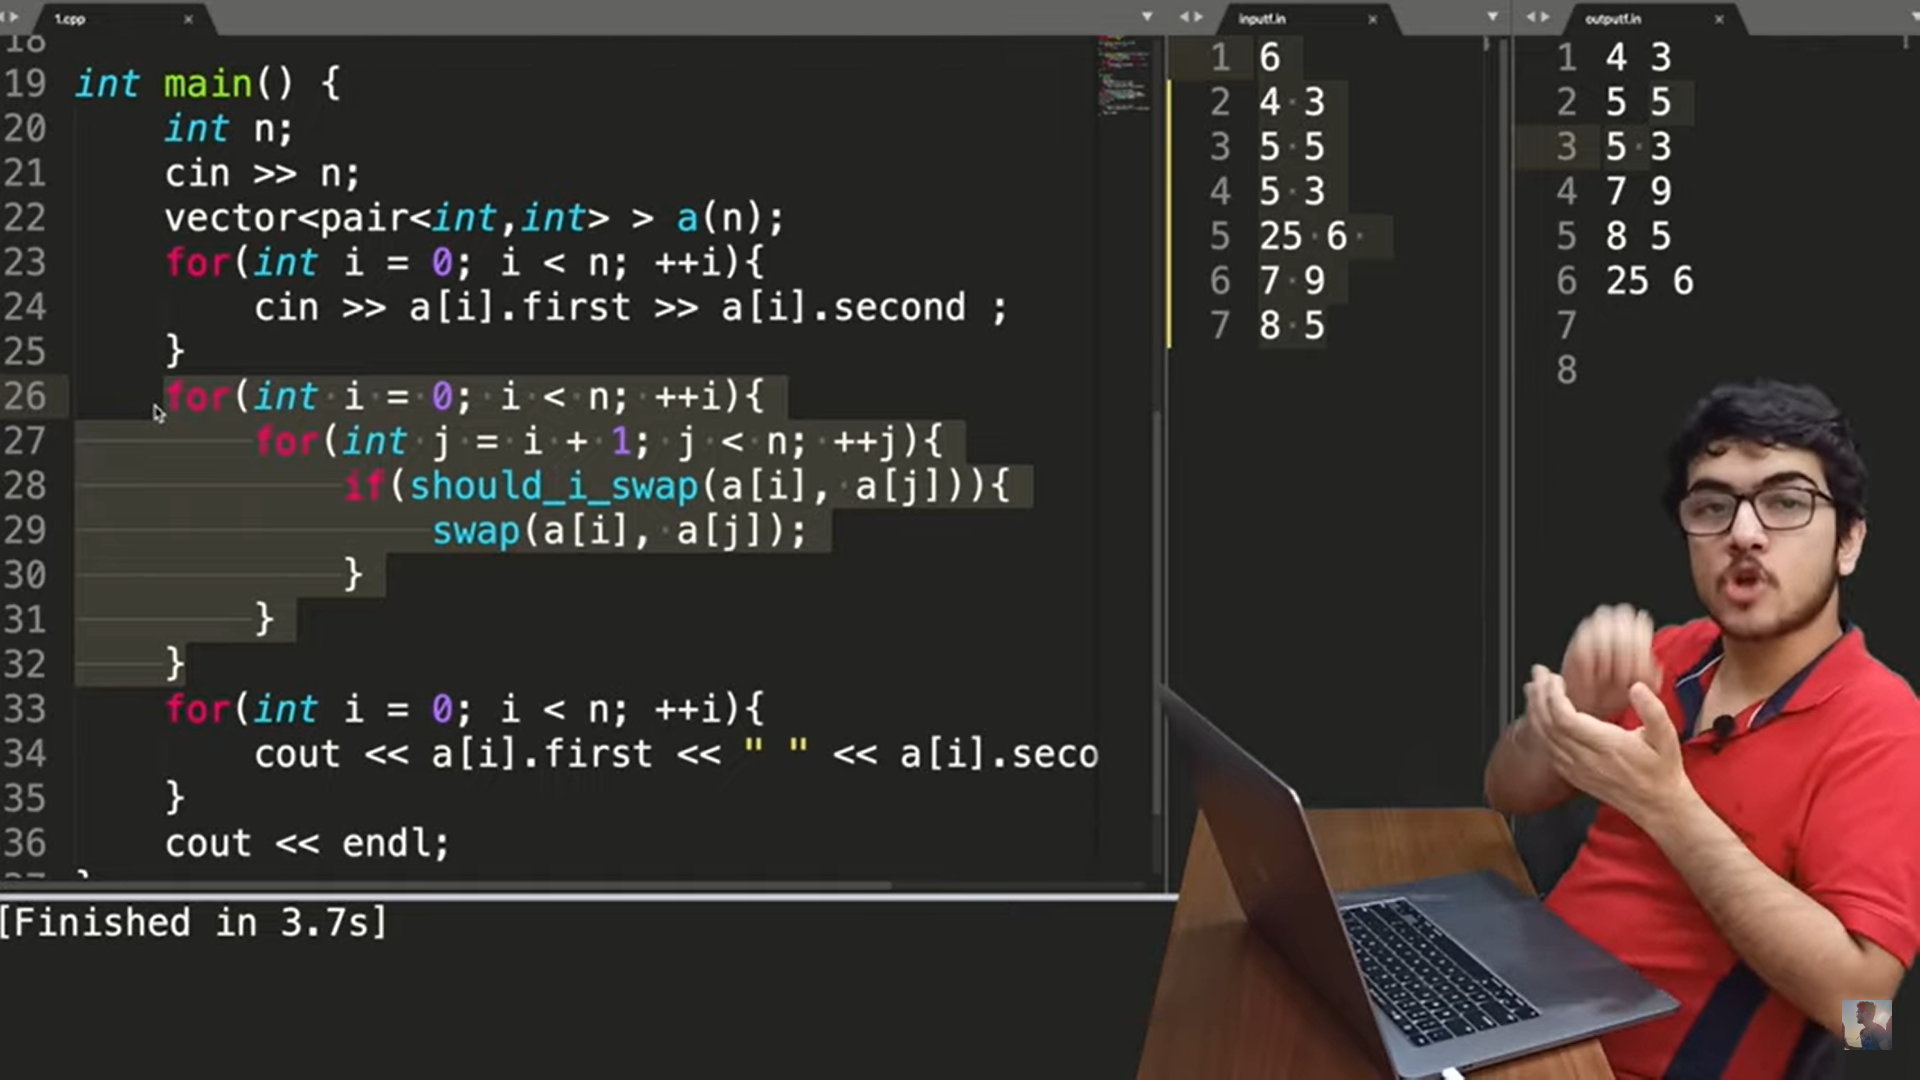 1.cpp
18
19 int main() {
20 int n;
21 cin >> n;
22 vector<pair<int,int> > a(n);
23 for(int i = 0; i < n; ++i){
24 cin >> a[i].first >> a[i].second ;
25 }
26 for(int i = 0; i < n; ++i){
27 for(int j = i + 1; j < n; ++j){
28 if(should_i_swap(a[i], a[j])){
29 swap(a[i], a[j]);
30 }
31 }
32 }
33 for(int i = 0; i < n; ++i){
34 cout << a[i].first << " " << a[i].seco
35 }
36 cout << endl;
[Finished in 3.7s]
inputf.in
1 6
2 4 3
3 5 5
4 5 3
5 25 6
6 7 9
7 8 5
outputf.in
1 4 3
2 5 5
3 5 3
4 7 9
5 8 5
6 25 6
7
8